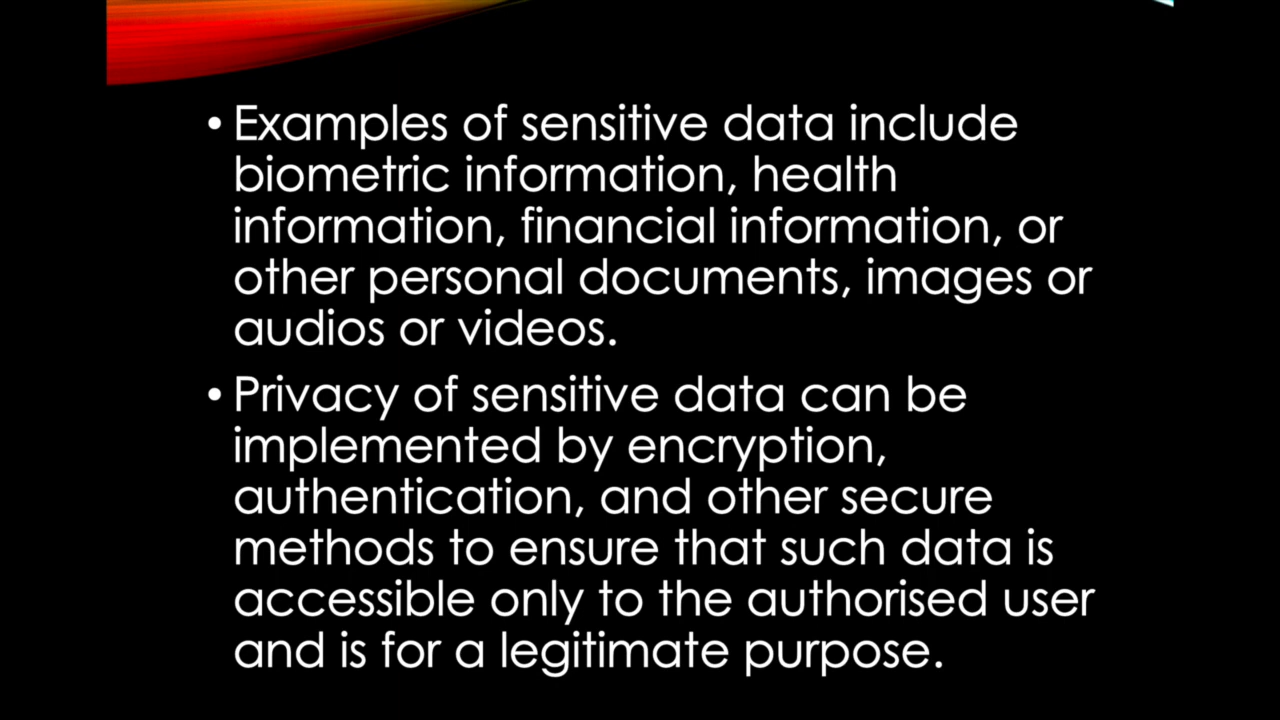 • Examples of sensitive data include
biometric information, health
information, financial information, or
other personal documents, images or
audios or videos.
• Privacy of sensitive data can be
implemented by encryption,
authentication, and other secure
methods to ensure that such data is
accessible only to the authorised user
and is for a legitimate purpose.